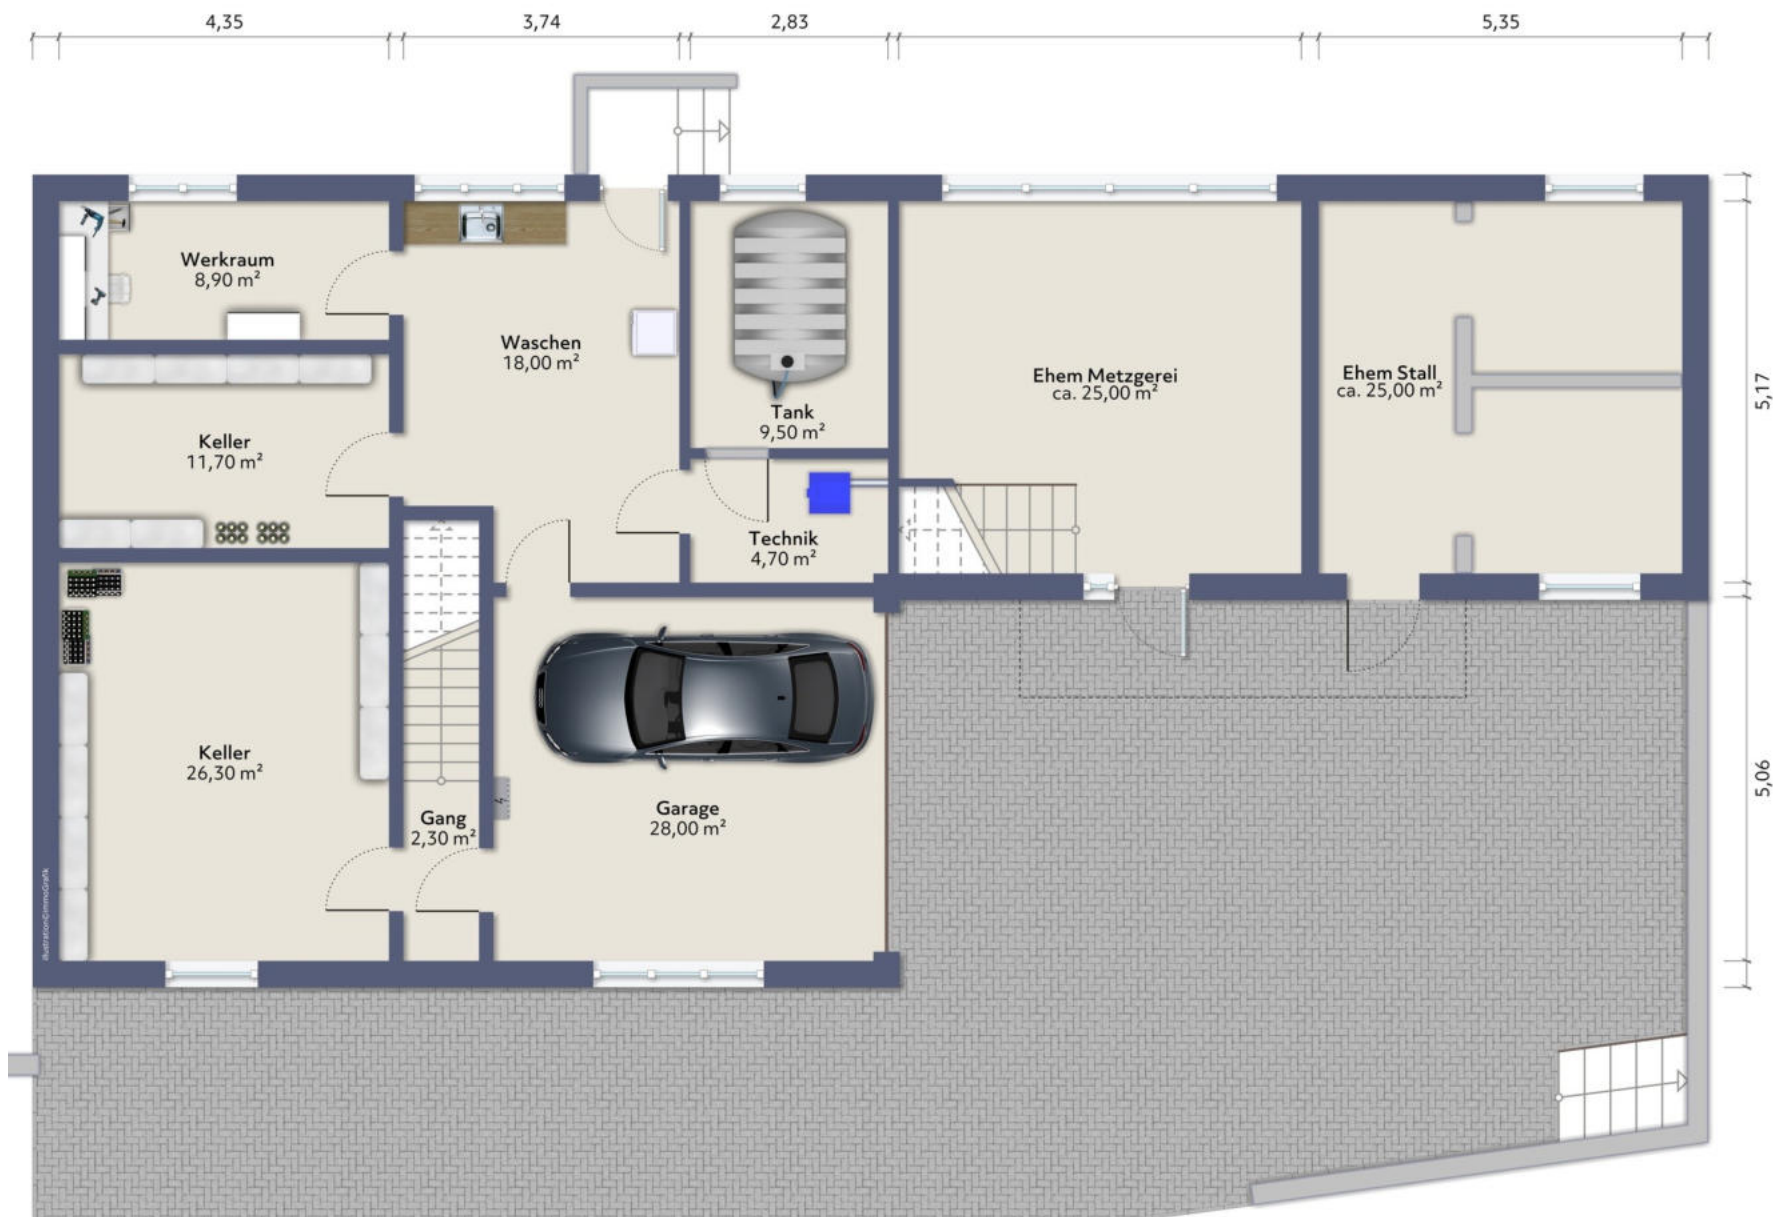 4,35
3,74
2,83
5,35
Werkraum
8,90 m²
Waschen
18,00 m²
Tank
9,50 m²
Ehem Metzgerei
ca. 25,00 m²
Ehem Stall
ca. 25,00 m²
5,17
Keller
11,70 m²
Technik
4,70 m²
Keller
26,30 m²
Gang
2,30 m²
Garage
28,00 m²
5,06
Illustration©ImmoGrafik